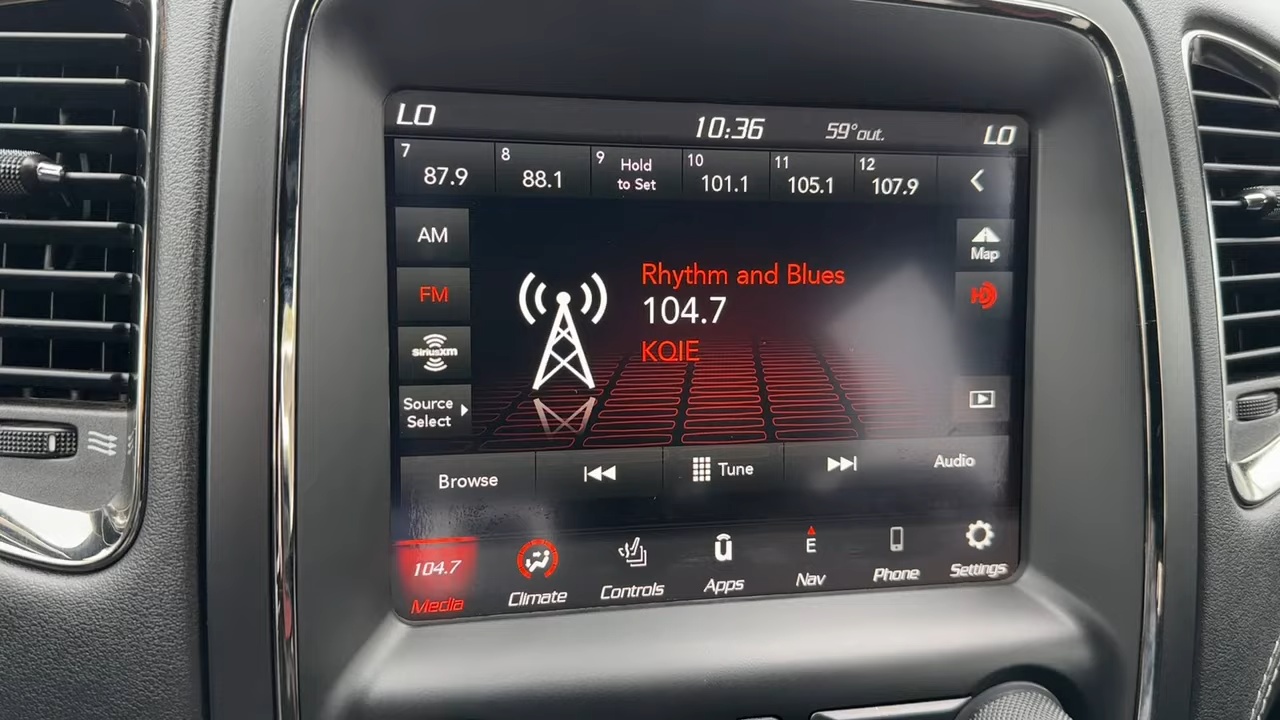 LO 10:36 59° out. LO
7 87.9
8 88.1
9 Hold
to Set
10 101.1
11 105.1
12 107.9
AM
FM
SiriusXM
Source
Select
Rhythm and Blues
104.7
KQIE
Map
HD
Browse
Tune
Audio
104.7
Media
Climate
Controls
Apps
E
Nav
Phone
Settings